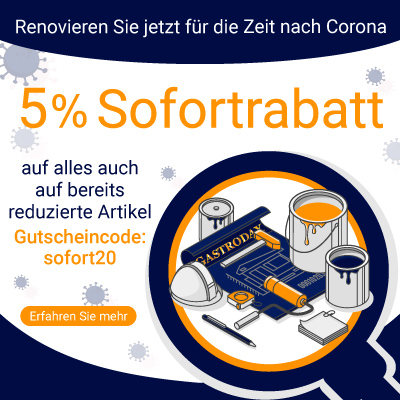 Renovieren Sie jetzt für die Zeit nach Corona
5% Sofortrabatt
auf alles auch
auf bereits
reduzierte Artikel
Gutscheincode:
sofort20
Erfahren Sie mehr
GASTRODAX